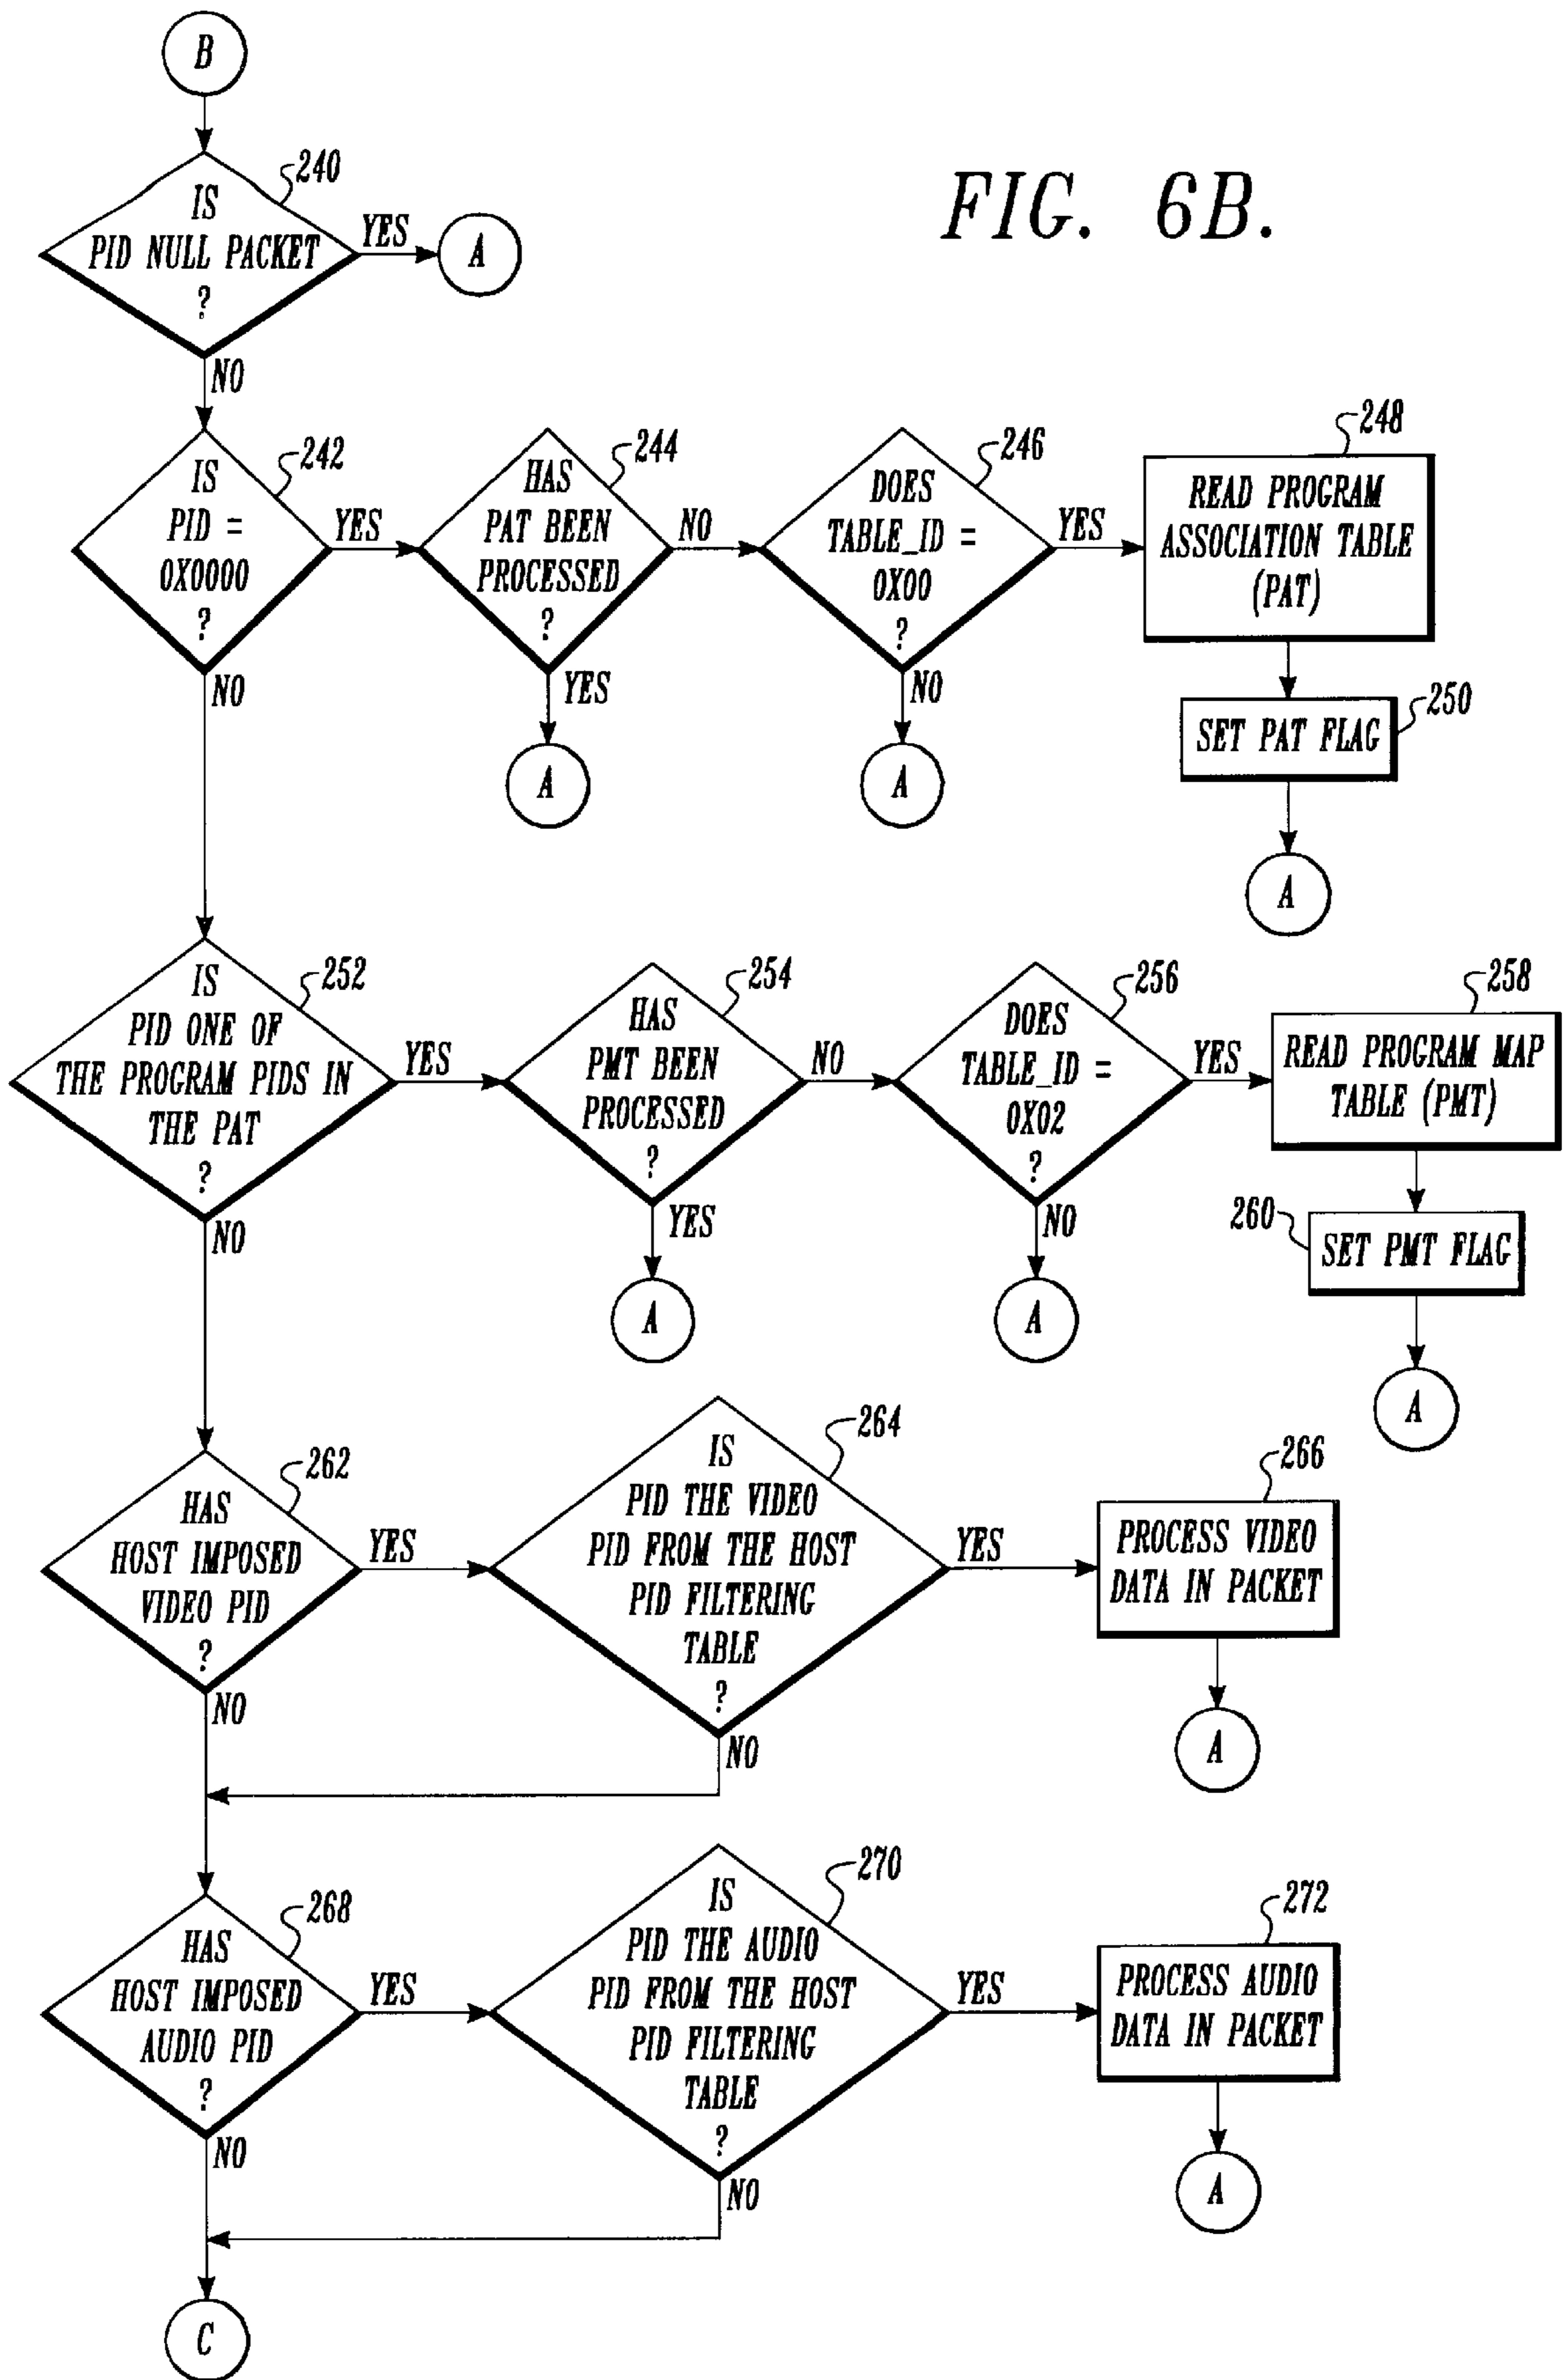 B
FIG. 6B.
240
IS
PID NULL PACKET
?
YES
A
NO
242
IS
PID =
0X0000
?
YES
NO
244
HAS
PAT BEEN
PROCESSED
?
NO
YES
A
246
DOES
TABLE_ID =
0X00
?
YES
NO
A
248
READ PROGRAM
ASSOCIATION TABLE
(PAT)
250
SET PAT FLAG
A
252
IS
PID ONE OF
THE PROGRAM PIDS IN
THE PAT
?
YES
NO
254
HAS
PMT BEEN
PROCESSED
?
NO
YES
A
256
DOES
TABLE_ID =
0X02
?
YES
NO
A
258
READ PROGRAM MAP
TABLE (PMT)
260
SET PMT FLAG
A
262
HAS
HOST IMPOSED
VIDEO PID
?
YES
NO
264
IS
PID THE VIDEO
PID FROM THE HOST
PID FILTERING
TABLE
?
YES
NO
266
PROCESS VIDEO
DATA IN PACKET
A
268
HAS
HOST IMPOSED
AUDIO PID
?
YES
NO
270
IS
PID THE AUDIO
PID FROM THE HOST
PID FILTERING
TABLE
?
YES
NO
272
PROCESS AUDIO
DATA IN PACKET
A
C